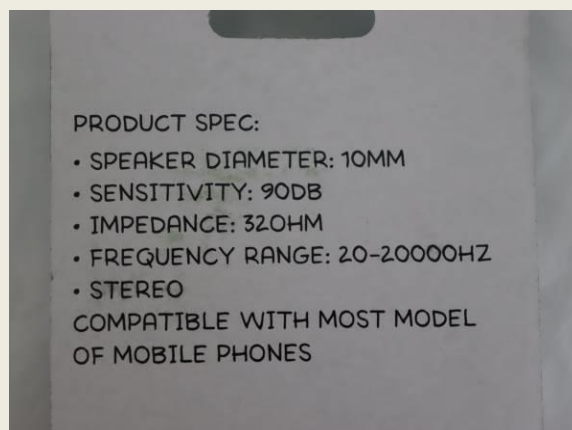 PRODUCT SPEC:
• SPEAKER DIAMETER: 10MM
• SENSITIVITY: 90DB
• IMPEDANCE: 32OHM
• FREQUENCY RANGE: 20-20000HZ
• STEREO
COMPATIBLE WITH MOST MODEL
OF MOBILE PHONES